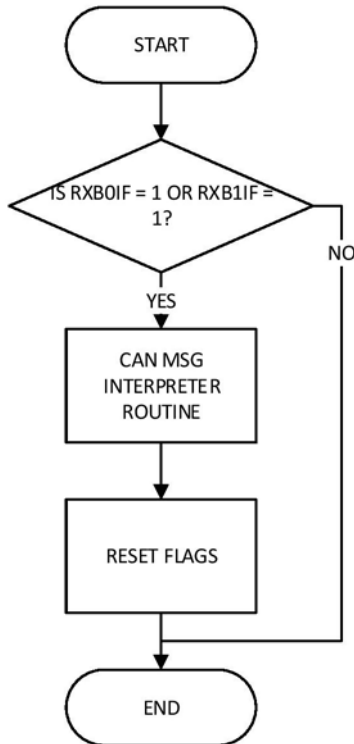 START
IS RXB0IF = 1 OR RXB1IF =
1?
NO
YES
CAN MSG
INTERPRETER
ROUTINE
RESET FLAGS
END